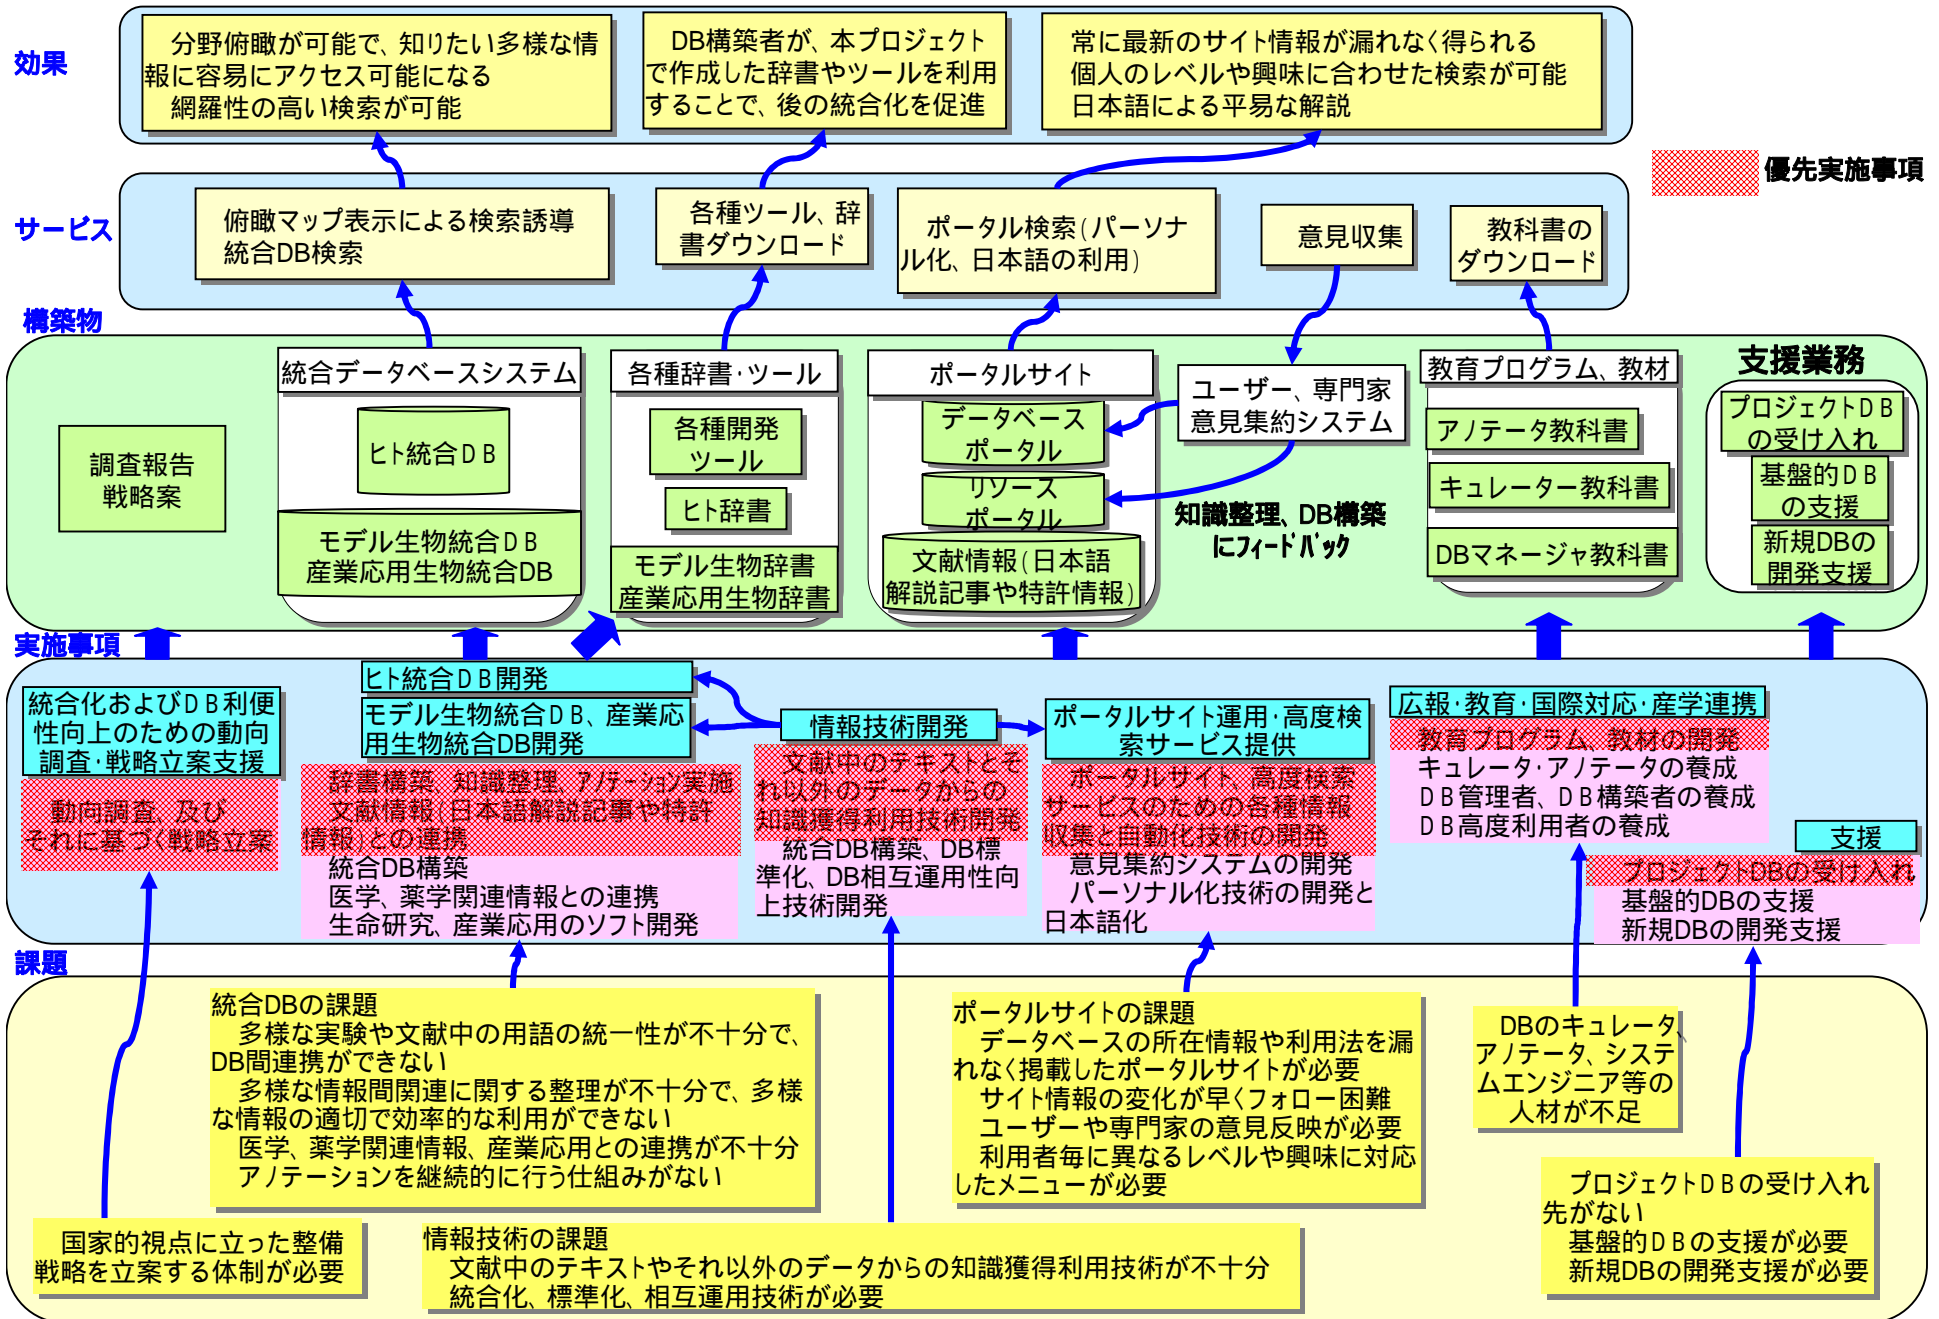 効果
分野俯瞰が可能で、知りたい多様な情
報に容易にアクセス可能になる
網羅性の高い検索が可能
DB構築者が、本プロジェクト
で作成した辞書やツールを利用
することで、後の統合化を促進
常に最新のサイト情報が漏れなく得られる
個人のレベルや興味に合わせた検索が可能
日本語による平易な解説
優先実施事項
サービス
俯瞰マップ表示による検索誘導
統合DB検索
各種ツール、辞
書ダウンロード
ポータル検索(パーソナ
ル化、日本語の利用)
意見収集
教科書の
ダウンロード
構築物
調査報告
戦略案
統合データベースシステム
ヒト統合DB
モデル生物統合DB
産業応用生物統合DB
各種辞書・ツール
各種開発
ツール
ヒト辞書
モデル生物辞書
産業応用生物辞書
ポータルサイト
データベース
ポータル
リソース
ポータル
文献情報(日本語
解説記事や特許情報)
ユーザー、専門家
意見集約システム
知識整理、DB構築
にフィードバック
教育プログラム、教材
アノテータ教科書
キュレーター教科書
DBマネージャ教科書
支援業務
プロジェクトDB
の受け入れ
基盤的DB
の支援
新規DBの
開発支援
実施事項
統合化およびDB利便
性向上のための動向
調査・戦略立案支援
動向調査、及び
それに基づく戦略立案
ヒト統合DB開発
モデル生物統合DB、産業応
用生物統合DB開発
辞書構築、知識整理、アノテーション実施
文献情報(日本語解説記事や特許
情報)との連携
統合DB構築
医学、薬学関連情報との連携
生命研究、産業応用のソフト開発
情報技術開発
文献中のテキストとそ
れ以外のデータからの
知識獲得利用技術開発
統合DB構築、DB標
準化、DB相互運用性向
上技術開発
ポータルサイト運用・高度検
索サービス提供
ポータルサイト、高度検索
サービスのための各種情報
収集と自動化技術の開発
意見集約システムの開発
パーソナル化技術の開発と
日本語化
広報・教育・国際対応・産学連携
教育プログラム、教材の開発
キュレータ・アノテータの養成
DB管理者、DB構築者の養成
DB高度利用者の養成
支援
プロジェクトDBの受け入れ
基盤的DBの支援
新規DBの開発支援
課題
国家的視点に立った整備
戦略を立案する体制が必要
統合DBの課題
多様な実験や文献中の用語の統一性が不十分で、
DB間連携ができない
多様な情報間関連に関する整理が不十分で、多様
な情報の適切で効率的な利用ができない
医学、薬学関連情報、産業応用との連携が不十分
アノテーションを継続的に行う仕組みがない
情報技術の課題
文献中のテキストやそれ以外のデータからの知識獲得利用技術が不十分
統合化、標準化、相互運用技術が必要
ポータルサイトの課題
データベースの所在情報や利用法を漏
れなく掲載したポータルサイトが必要
サイト情報の変化が早くフォロー困難
ユーザーや専門家の意見反映が必要
利用者毎に異なるレベルや興味に対応
したメニューが必要
DBのキュレータ、
アノテータ、システ
ムエンジニア等の
人材が不足
プロジェクトDBの受け入れ
先がない
基盤的DBの支援が必要
新規DBの開発支援が必要